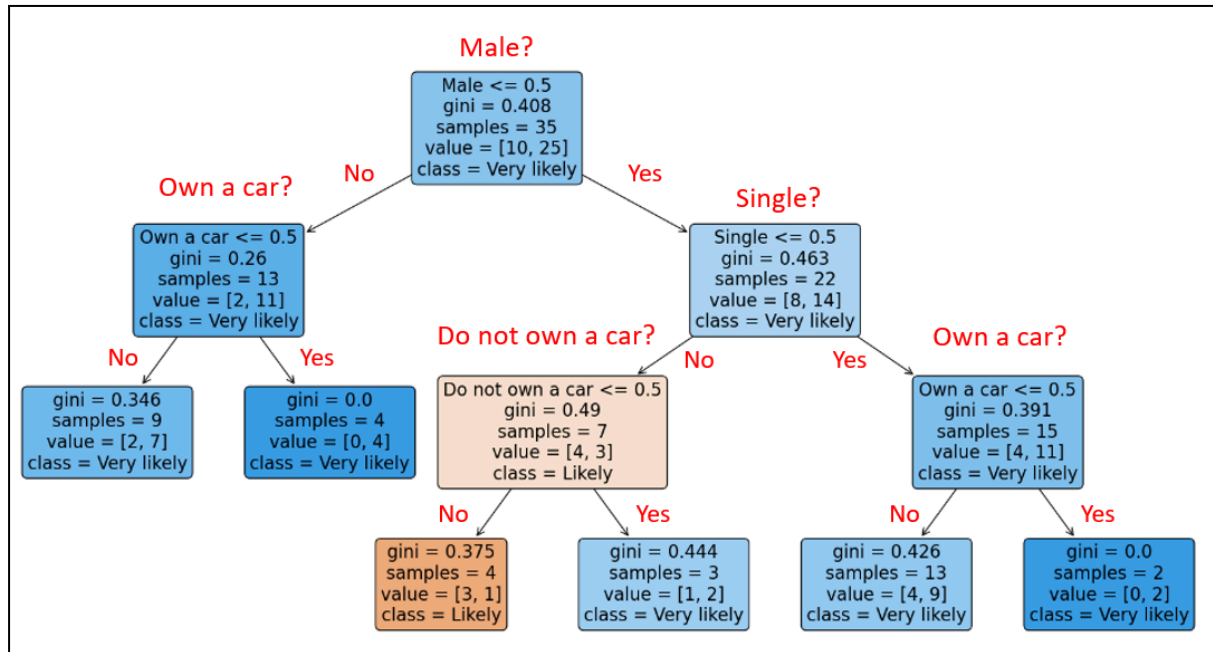 Male?
Male <= 0.5
gini = 0.408
samples = 35
value = [10, 25]
class = Very likely
No
Yes
Own a car?
Own a car <= 0.5
gini = 0.26
samples = 13
value = [2, 11]
class = Very likely
Single?
Single <= 0.5
gini = 0.463
samples = 22
value = [8, 14]
class = Very likely
No
Yes
gini = 0.346
samples = 9
value = [2, 7]
class = Very likely
gini = 0.0
samples = 4
value = [0, 4]
class = Very likely
Do not own a car?
No
Yes
Own a car?
Do not own a car <= 0.5
gini = 0.49
samples = 7
value = [4, 3]
class = Likely
Own a car <= 0.5
gini = 0.391
samples = 15
value = [4, 11]
class = Very likely
No
Yes
No
Yes
gini = 0.375
samples = 4
value = [3, 1]
class = Likely
gini = 0.444
samples = 3
value = [1, 2]
class = Very likely
gini = 0.426
samples = 13
value = [4, 9]
class = Very likely
gini = 0.0
samples = 2
value = [0, 2]
class = Very likely